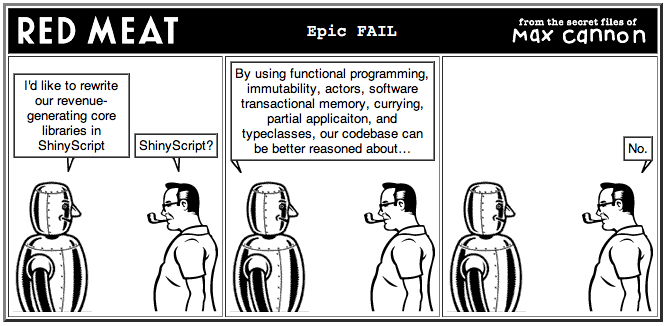 RED MEAT
Epic FAIL
from the secret files of
max cannon
I'd like to rewrite
our revenue-
generating core
libraries in
ShinyScript
ShinyScript?
By using functional programming,
immutability, actors, software
transactional memory, currying,
partial applicaiton, and
typeclasses, our codebase can
be better reasoned about...
No.